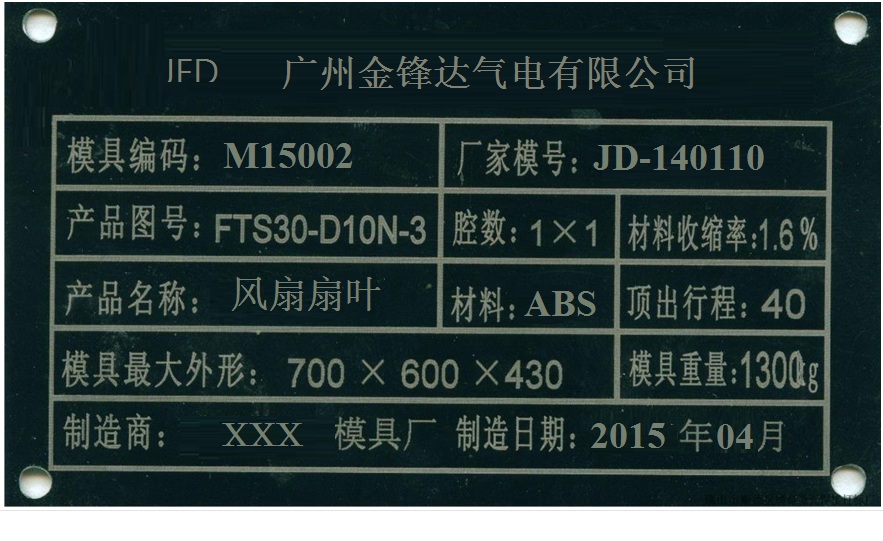 JFD 广州金锋达气电有限公司
模具编码：M15002 厂家模号：JD-140110
产品图号：FTS30-D10N-3 腔数：1×1 材料收缩率：1.6%
产品名称：风扇扇叶 材料：ABS 顶出行程：40
模具最大外形：700×600×430 模具重量：1300kg
制造商：XXX 模具厂 制造日期：2015年04月